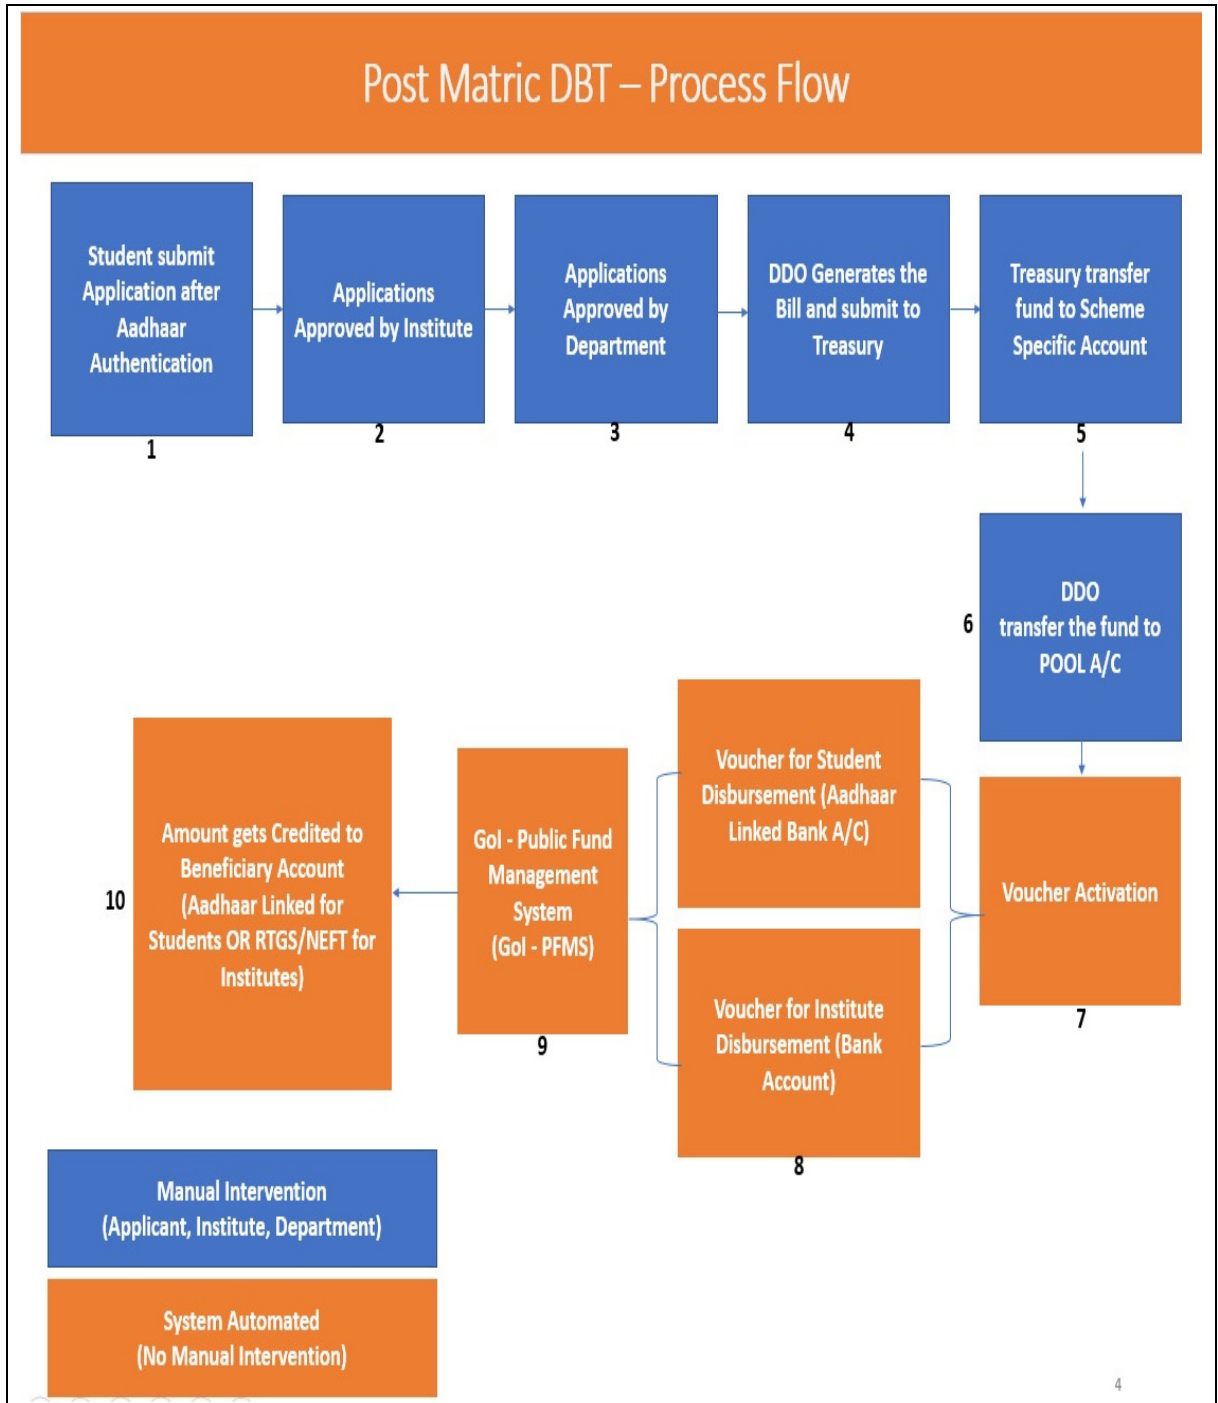 Post Matric DBT – Process Flow
Student submit
Application after
Aadhaar
Authentication
1
Applications
Approved by Institute
2
Applications
Approved by
Department
3
DDO Generates the
Bill and submit to
Treasury
4
Treasury transfer
fund to Scheme
Specific Account
5
DDO
transfer the fund to
POOL A/C
6
Voucher Activation
7
Voucher for Student
Disbursement (Aadhaar
Linked Bank A/C)
Voucher for Institute
Disbursement (Bank
Account)
8
GoI - Public Fund
Management
System
(GoI - PFMS)
9
Amount gets Credited to
Beneficiary Account
(Aadhaar Linked for
Students OR RTGS/NEFT for
Institutes)
10
Manual Intervention
(Applicant, Institute, Department)
System Automated
(No Manual Intervention)
4